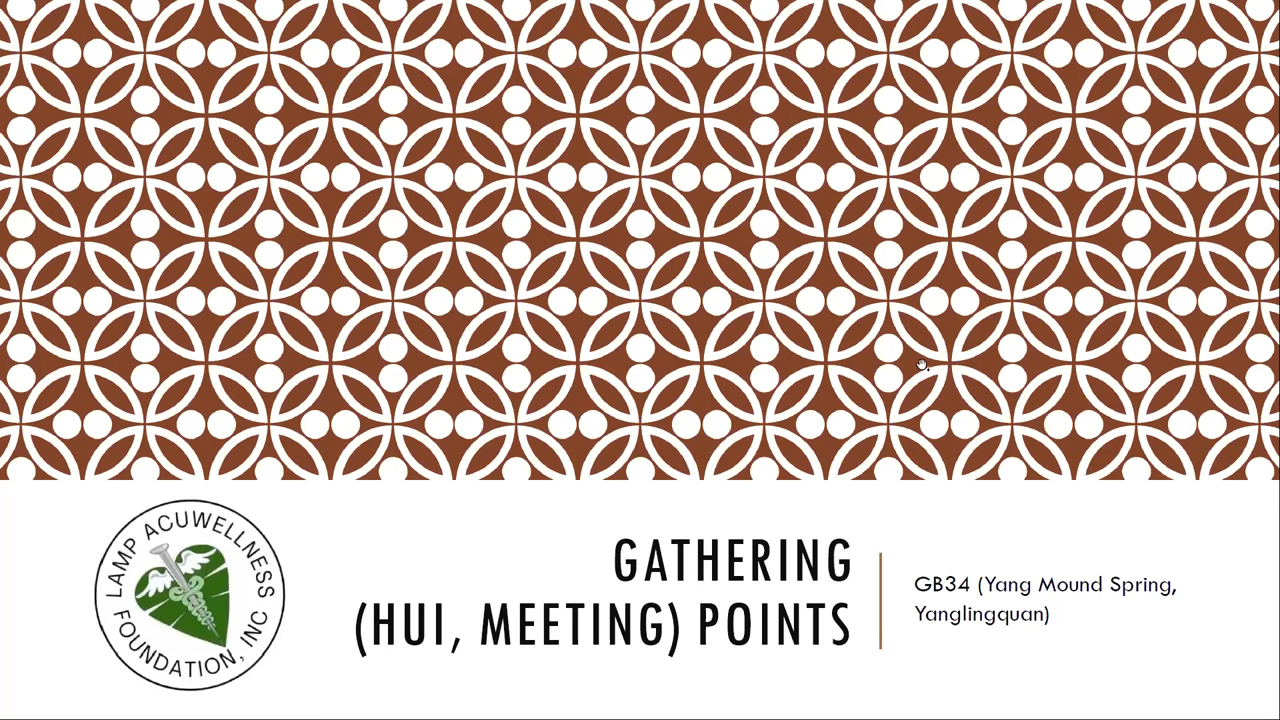 LAMP ACUWELLNESS
FOUNDATION, INC
GATHERING
(HUI, MEETING) POINTS
GB34 (Yang Mound Spring,
Yanglingquan)